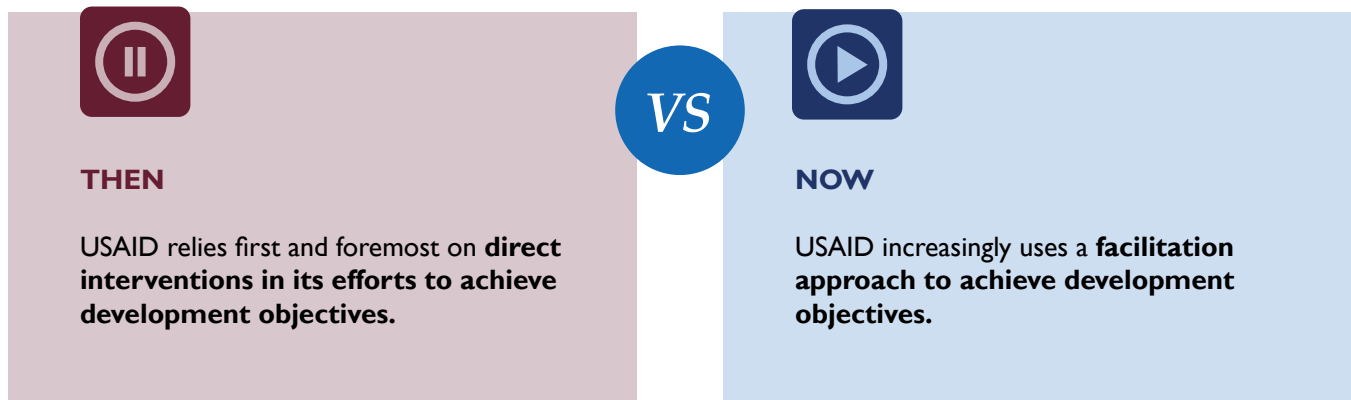 THEN
USAID relies first and foremost on direct
interventions in its efforts to achieve
development objectives.
VS
NOW
USAID increasingly uses a facilitation
approach to achieve development
objectives.